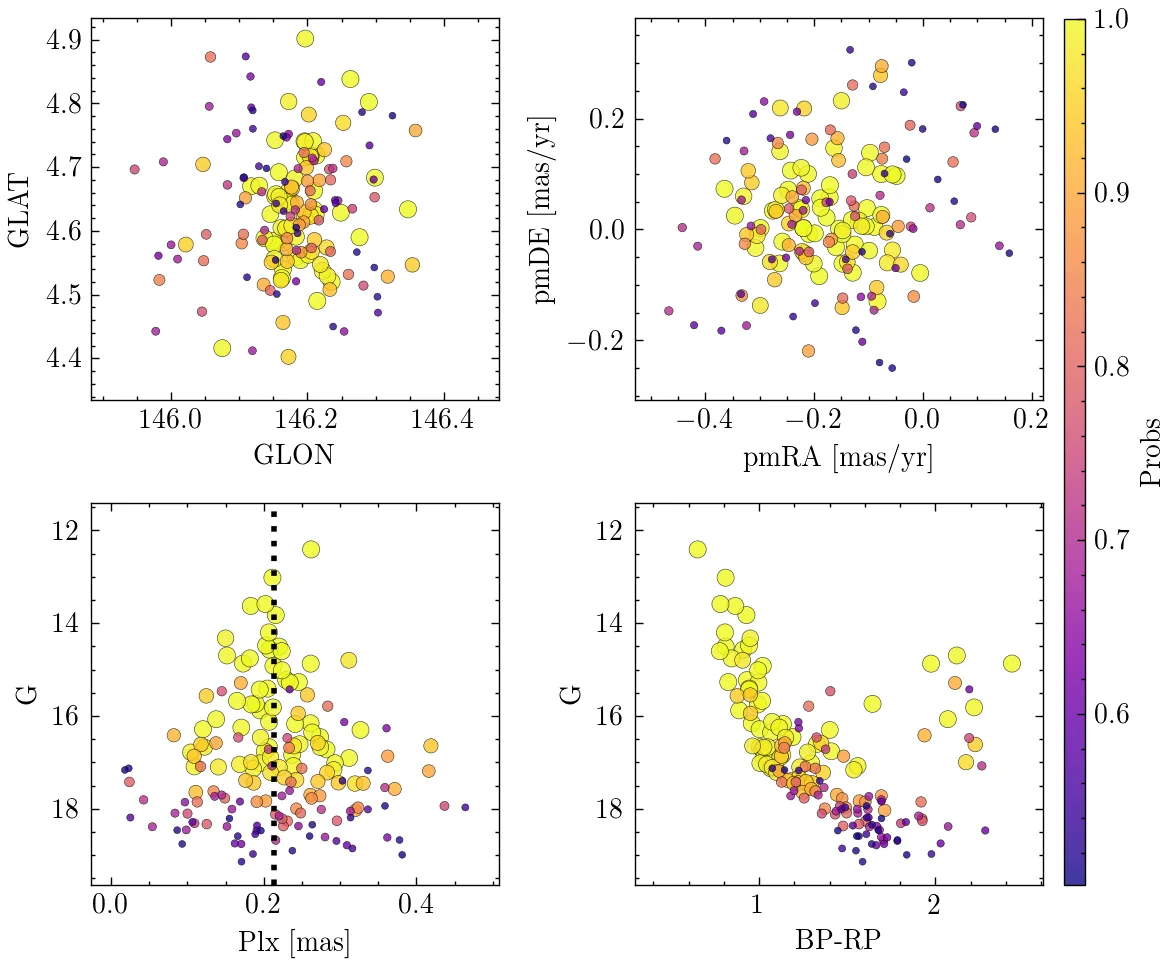 4.9
4.8
4.7
4.6
4.5
4.4
GLAT
146.0 146.2 146.4
GLON
0.2
0.0
−0.2
pmDE [mas/yr]
−0.4 −0.2 0.0 0.2
pmRA [mas/yr]
12
14
16
18
G
0.0 0.2 0.4
Plx [mas]
12
14
16
18
G
1 2
BP-RP
1.0
0.9
0.8
0.7
0.6
Probs